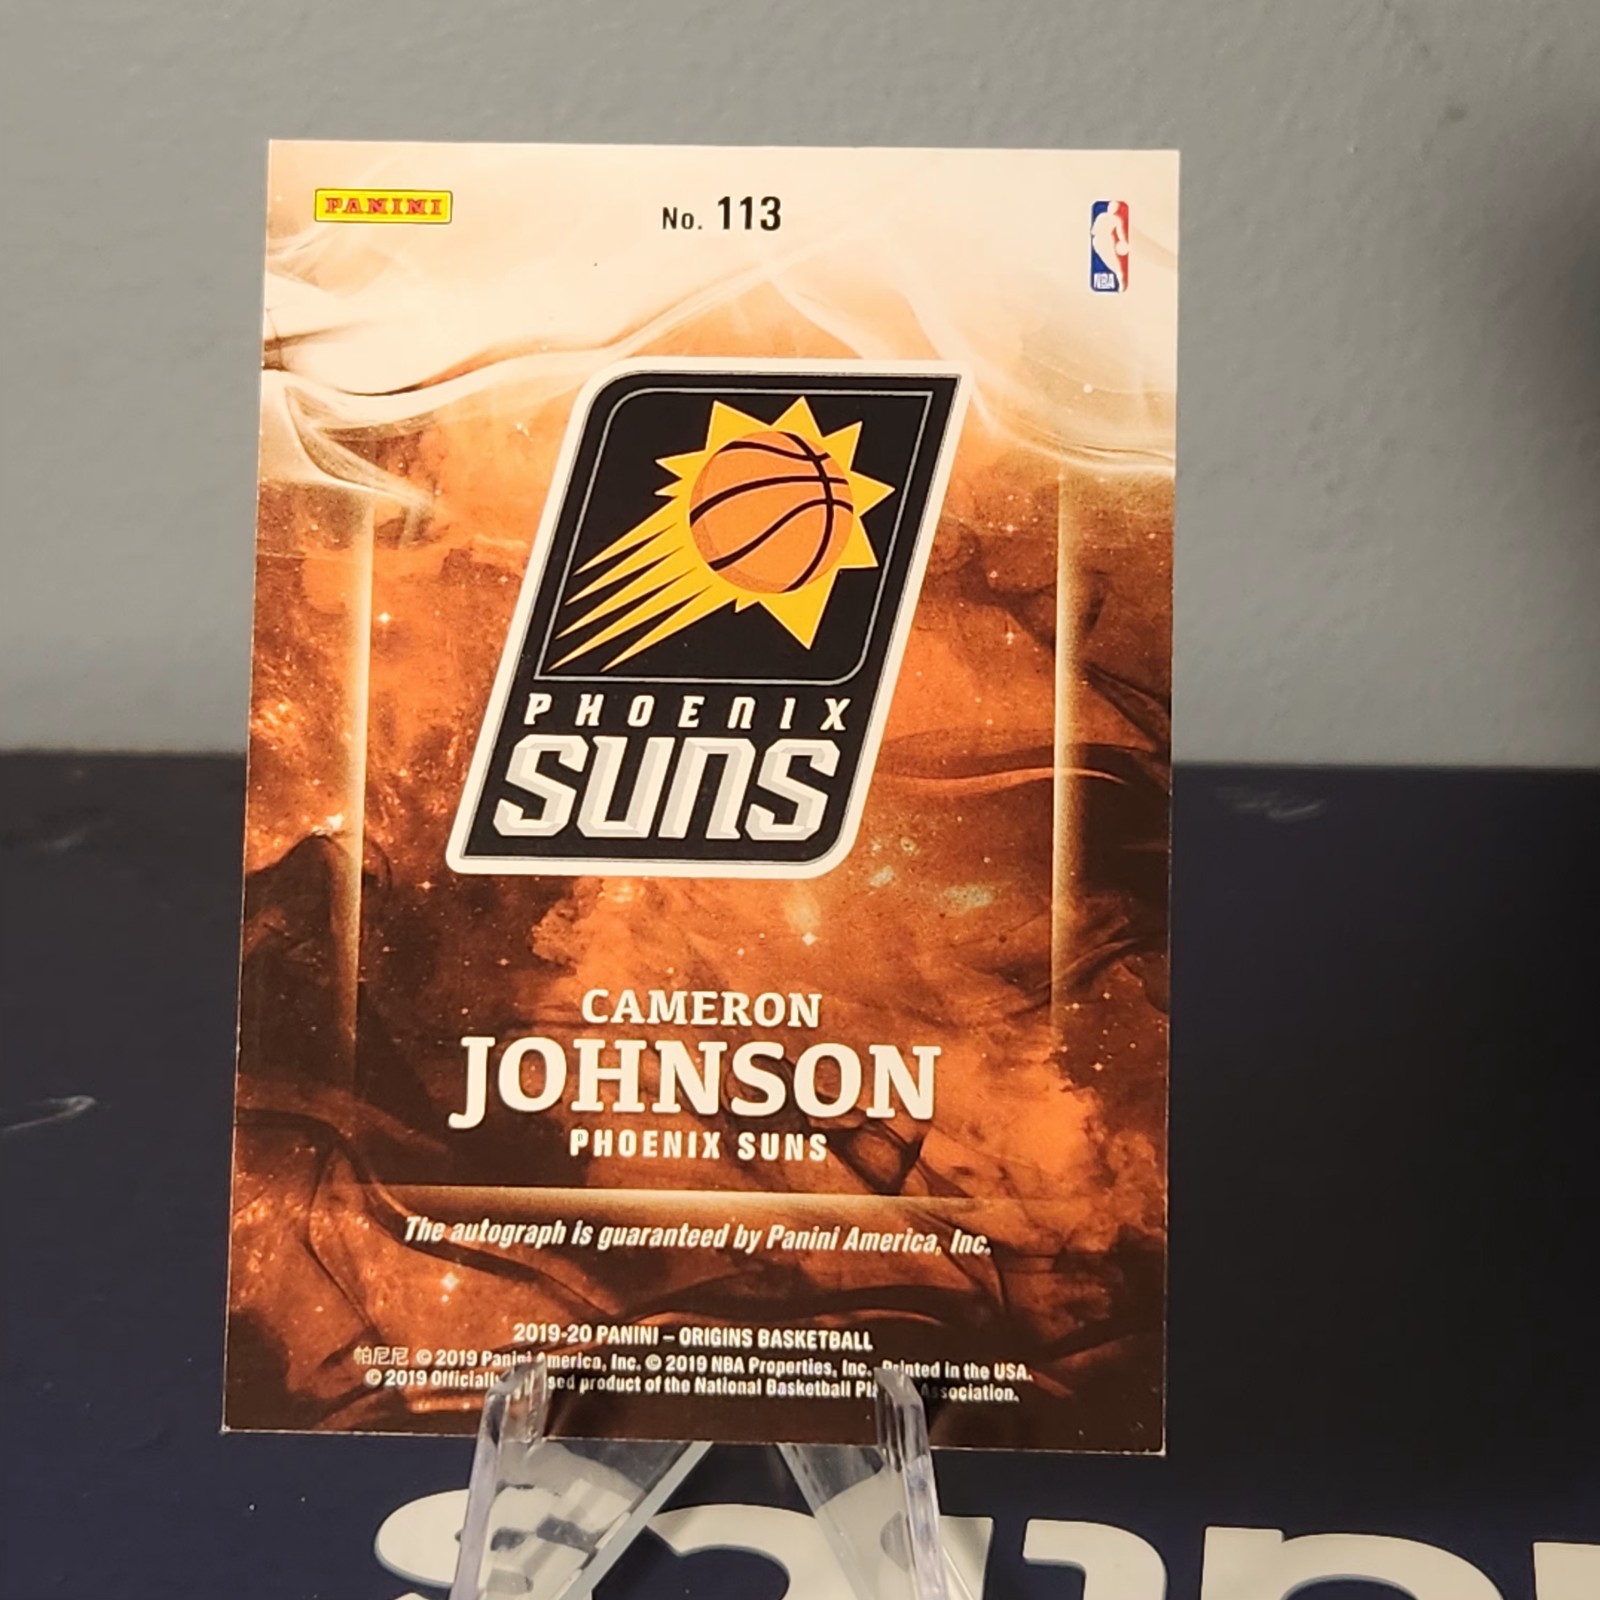 PANINI
No. 113
NBA
PHOENIX
SUNS
CAMERON
JOHNSON
PHOENIX SUNS
The autograph is guaranteed by Panini America, Inc.
2019-20 PANINI – ORIGINS BASKETBALL
帕尼尼 © 2019 Panini America, Inc. © 2019 NBA Properties, Inc. Printed in the USA.
© 2019 Officially product of the National Basketball Association.